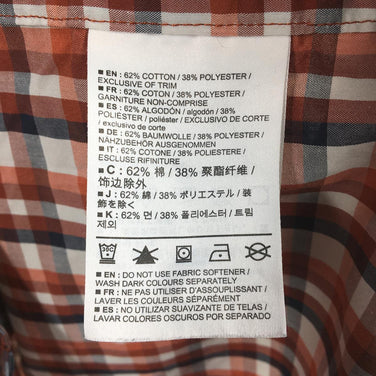 ■ EN : 62% COTTON / 38% POLYESTER /
EXCLUSIVE OF TRIM
■ FR : 62% COTON / 38% POLYESTER /
GARNITURE NON-COMPRISE
■ ES : 62% ALGODÓN / 38%
POLIÉSTER / poliéster / EXCLUSIVO DE CORTE
/ exclusivo de corte
■ DE : 62% BAUMWOLLE / 38% POLYESTER /
NÄHZUBEHÖR AUSGENOMMEN
■ IT : 62% COTONE / 38% POLIESTERE /
ESCLUSE RIFINITURE
■ C : 62% 棉 / 38% 聚酯纤维 /
饰边除外
■ J : 62% 綿 / 38% ポリエステル / 装
飾を除く
■ K : 62% 면 / 38% 폴리에스터 / 트림
제외
■ EN : DO NOT USE FABRIC SOFTENER /
WASH DARK COLOURS SEPARATELY
■ FR : NE PAS UTILISER D'ASSOUPLISSANT /
LAVER LES COULEURS SÉPARÉMENT
■ ES : NO UTILIZAR SUAVIZANTE DE TELAS /
LAVAR COLORES OSCUROS POR SEPARADO